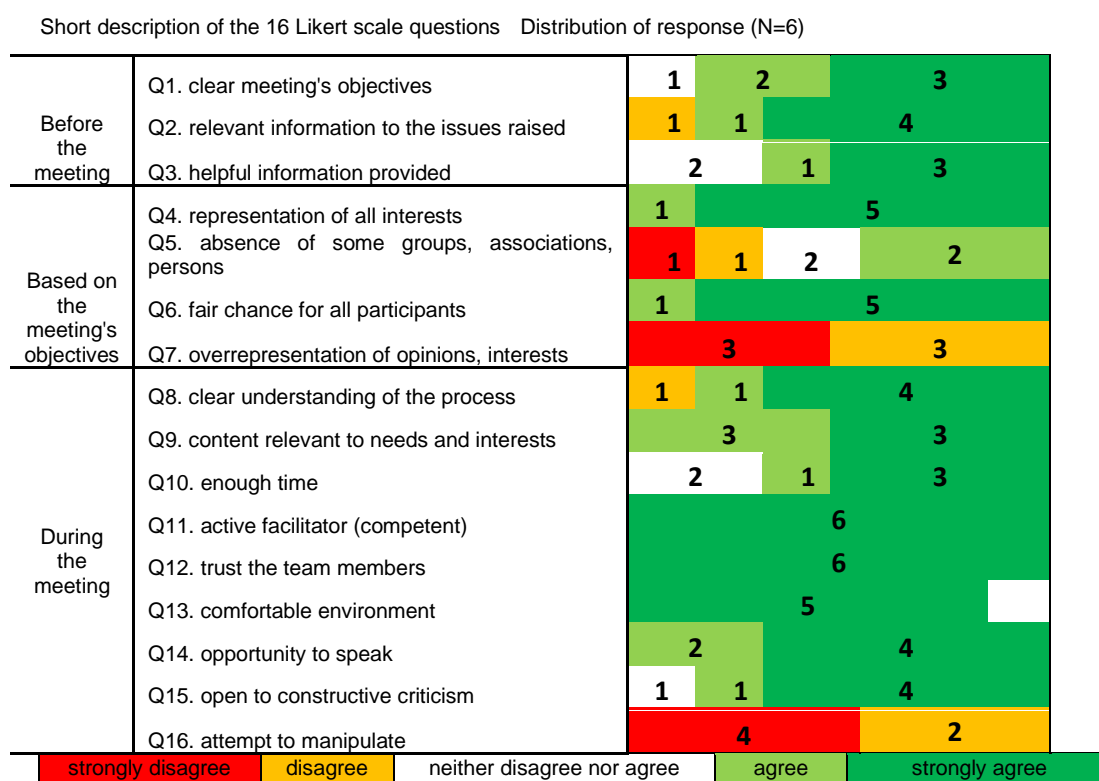 Short description of the 16 Likert scale questions Distribution of response (N=6)
Before
the
meeting
Q1. clear meeting's objectives 1 2 3
Q2. relevant information to the issues raised 1 1 4
Q3. helpful information provided 2 1 3
Based on
the
meeting's
objectives
Q4. representation of all interests 1 5
Q5. absence of some groups, associations,
persons 1 1 2 2
Q6. fair chance for all participants 1 5
Q7. overrepresentation of opinions, interests 3 3
During
the
meeting
Q8. clear understanding of the process 1 1 4
Q9. content relevant to needs and interests 3 3
Q10. enough time 2 1 3
Q11. active facilitator (competent) 6
Q12. trust the team members 6
Q13. comfortable environment 5
Q14. opportunity to speak 2 4
Q15. open to constructive criticism 1 1 4
Q16. attempt to manipulate 4 2
strongly disagree disagree neither disagree nor agree agree strongly agree